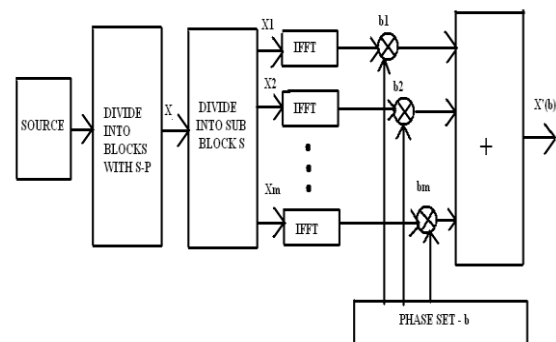 SOURCE
DIVIDE
INTO
BLOCKS
WITH S-P
X
DIVIDE
INTO SUB
BLOCK S
X1
IFFT
b1
X2
IFFT
b2
Xm
IFFT
bm
+
X'(b)
PHASE SET - b